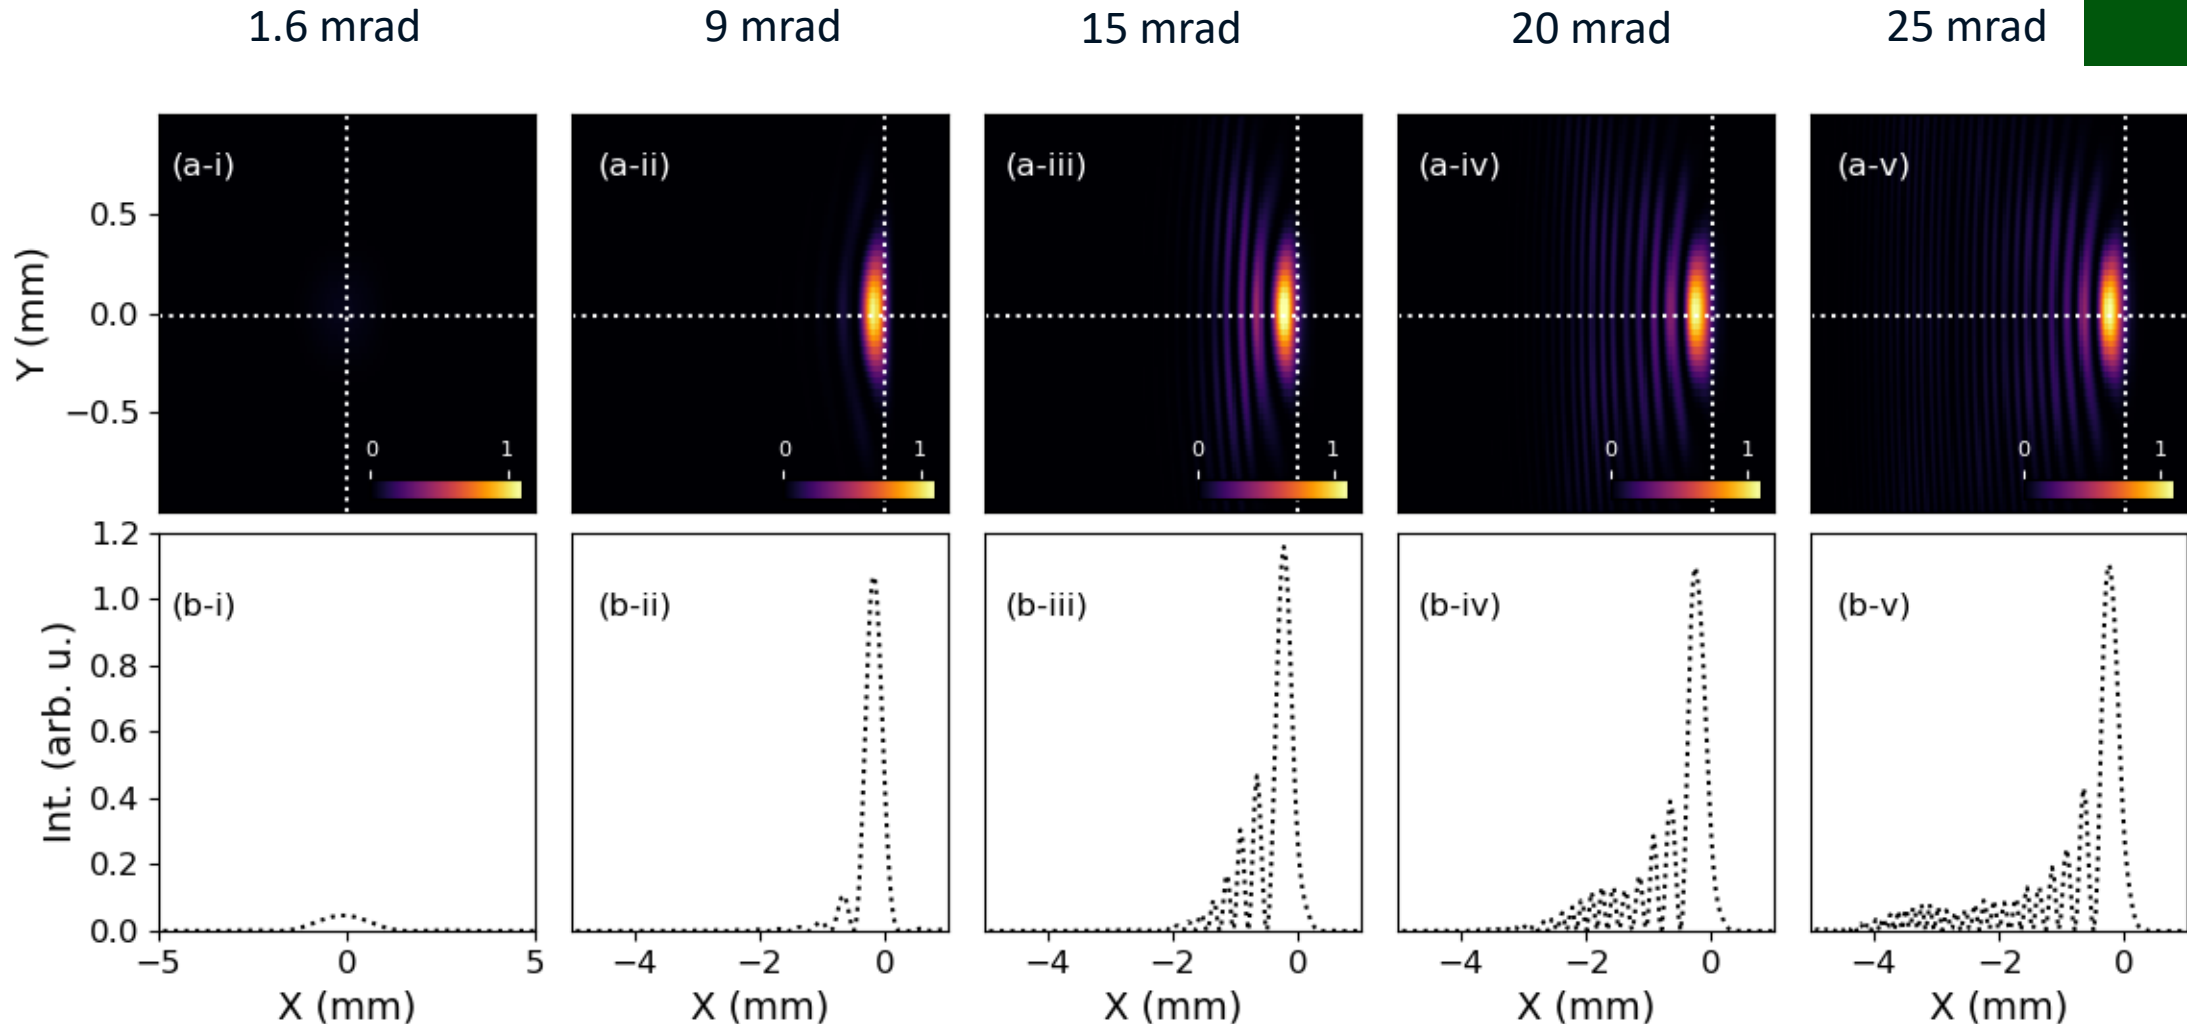 1.6 mrad 9 mrad 15 mrad 20 mrad 25 mrad
(a-i) (a-ii) (a-iii) (a-iv) (a-v)
Y (mm)
0.5
0.0
−0.5
0 1 0 1 0 1 0 1 0 1
Int. (arb. u.)
1.2
1.0
0.8
0.6
0.4
0.2
0.0
(b-i) (b-ii) (b-iii) (b-iv) (b-v)
−5 0 5 −4 −2 0 −4 −2 0 −4 −2 0 −4 −2 0
X (mm) X (mm) X (mm) X (mm) X (mm)